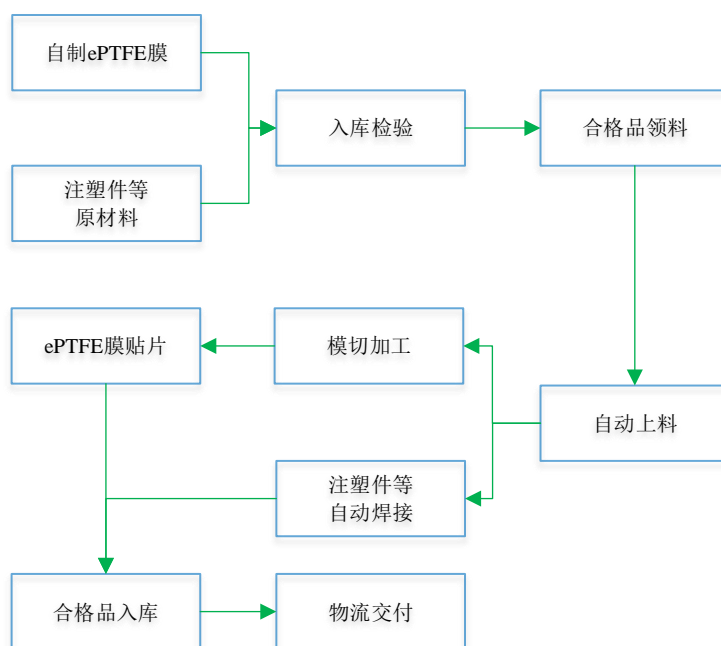 自制ePTFE膜
入库检验
合格品领料
注塑件等
原材料
ePTFE膜贴片
模切加工
自动上料
注塑件等
自动焊接
合格品入库
物流交付